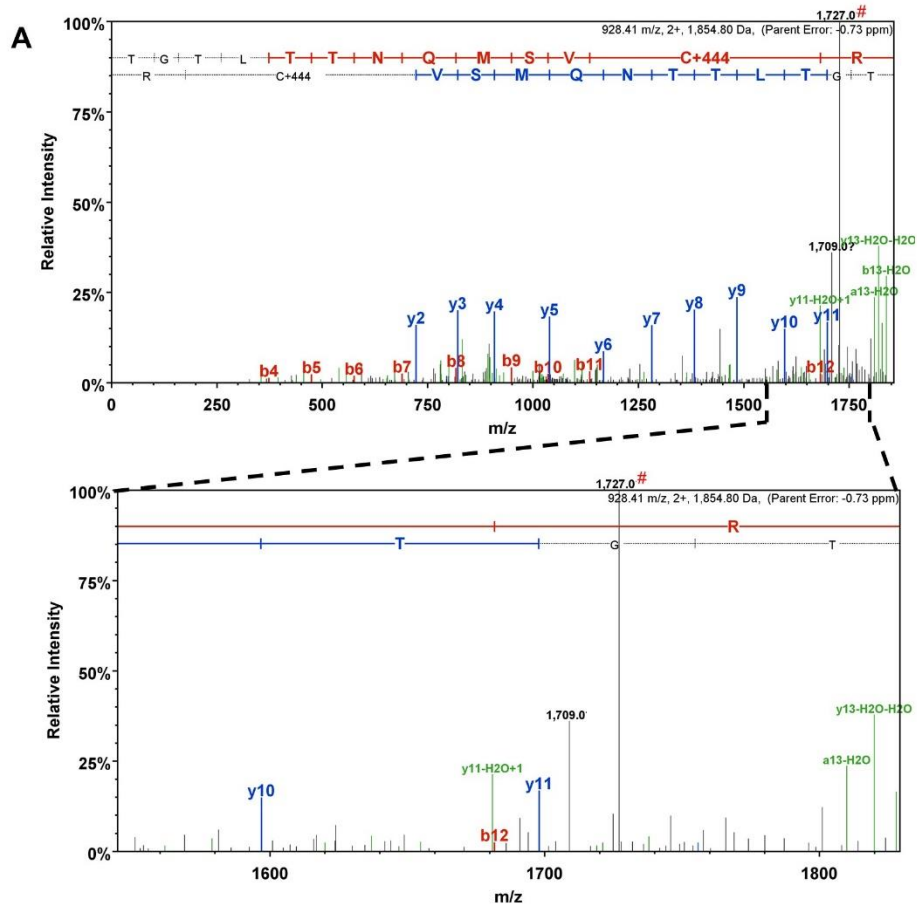 A
1,727.0#
928.41 m/z, 2+, 1,854.80 Da, (Parent Error: -0.73 ppm)
T G T L T T N Q M S V C+444 R
R C+444 V S M Q N T T L T G T
100%
75%
50%
25%
0%
Relative Intensity
b4 b5 b6 b7 y2 b8 y3 y4 b9 y5 b10 b11 y6 y7 y8 y9 y10 b12 y11
y11-H2O+1
1,709.0?
y13-H2O-H2O
b13-H2O
a13-H2O
0 250 500 750 1000 1250 1500 1750
m/z
1,727.0#
928.41 m/z, 2+, 1,854.80 Da, (Parent Error: -0.73 ppm)
R
T G T
100%
75%
50%
25%
0%
Relative Intensity
y10
y11-H2O+1
b12
y11
1,709.0
a13-H2O
y13-H2O-H2O
1600 1700 1800
m/z